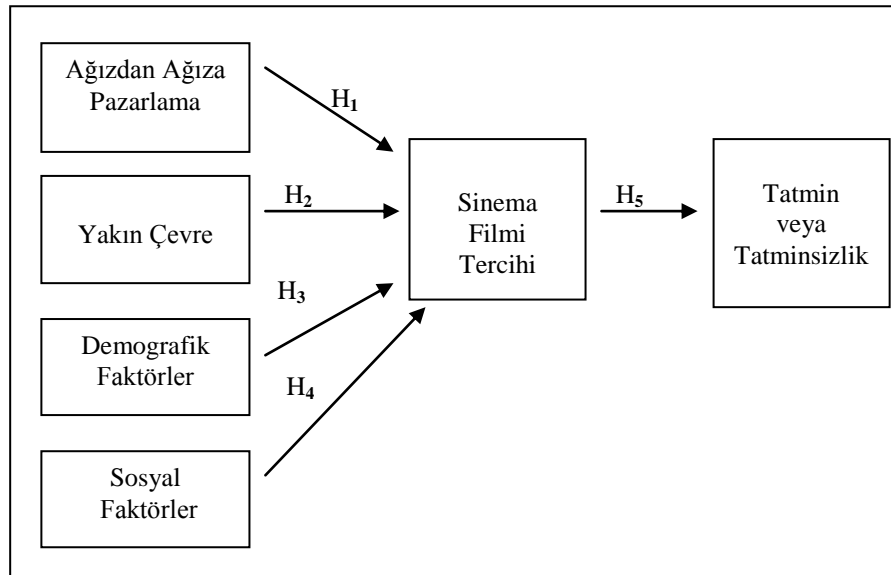 Ağızdan Ağıza
Pazarlama
H1
Yakın Çevre
H2
Sinema
Filmi
Tercihi
H5
Tatmin
veya
Tatminsizlik
H3
Demografik
Faktörler
H4
Sosyal
Faktörler